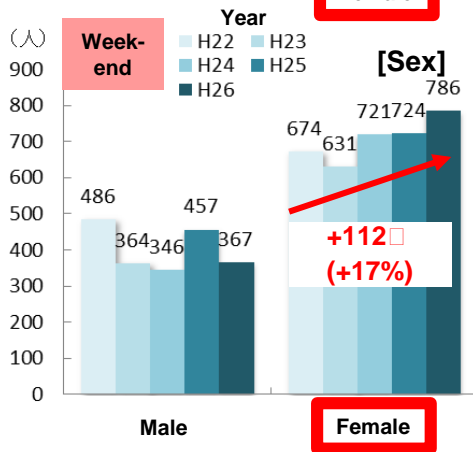 Year
(人)
Week-
end
H22
H23
H24
H25
H26
[Sex]
900
800
700
600
500
400
300
200
100
0
486
364
346
457
367
674
631
721
724
786
+112□
(+17%)
Male
Female